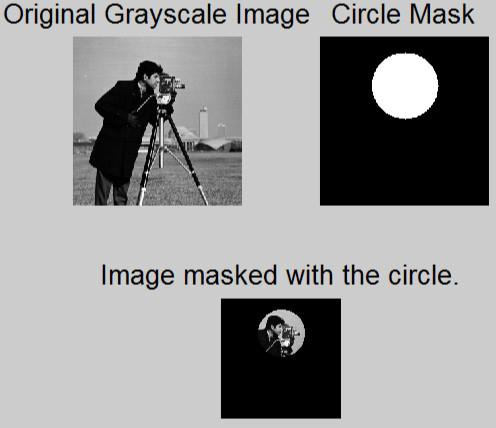 Original Grayscale Image
Circle Mask
Image masked with the circle.